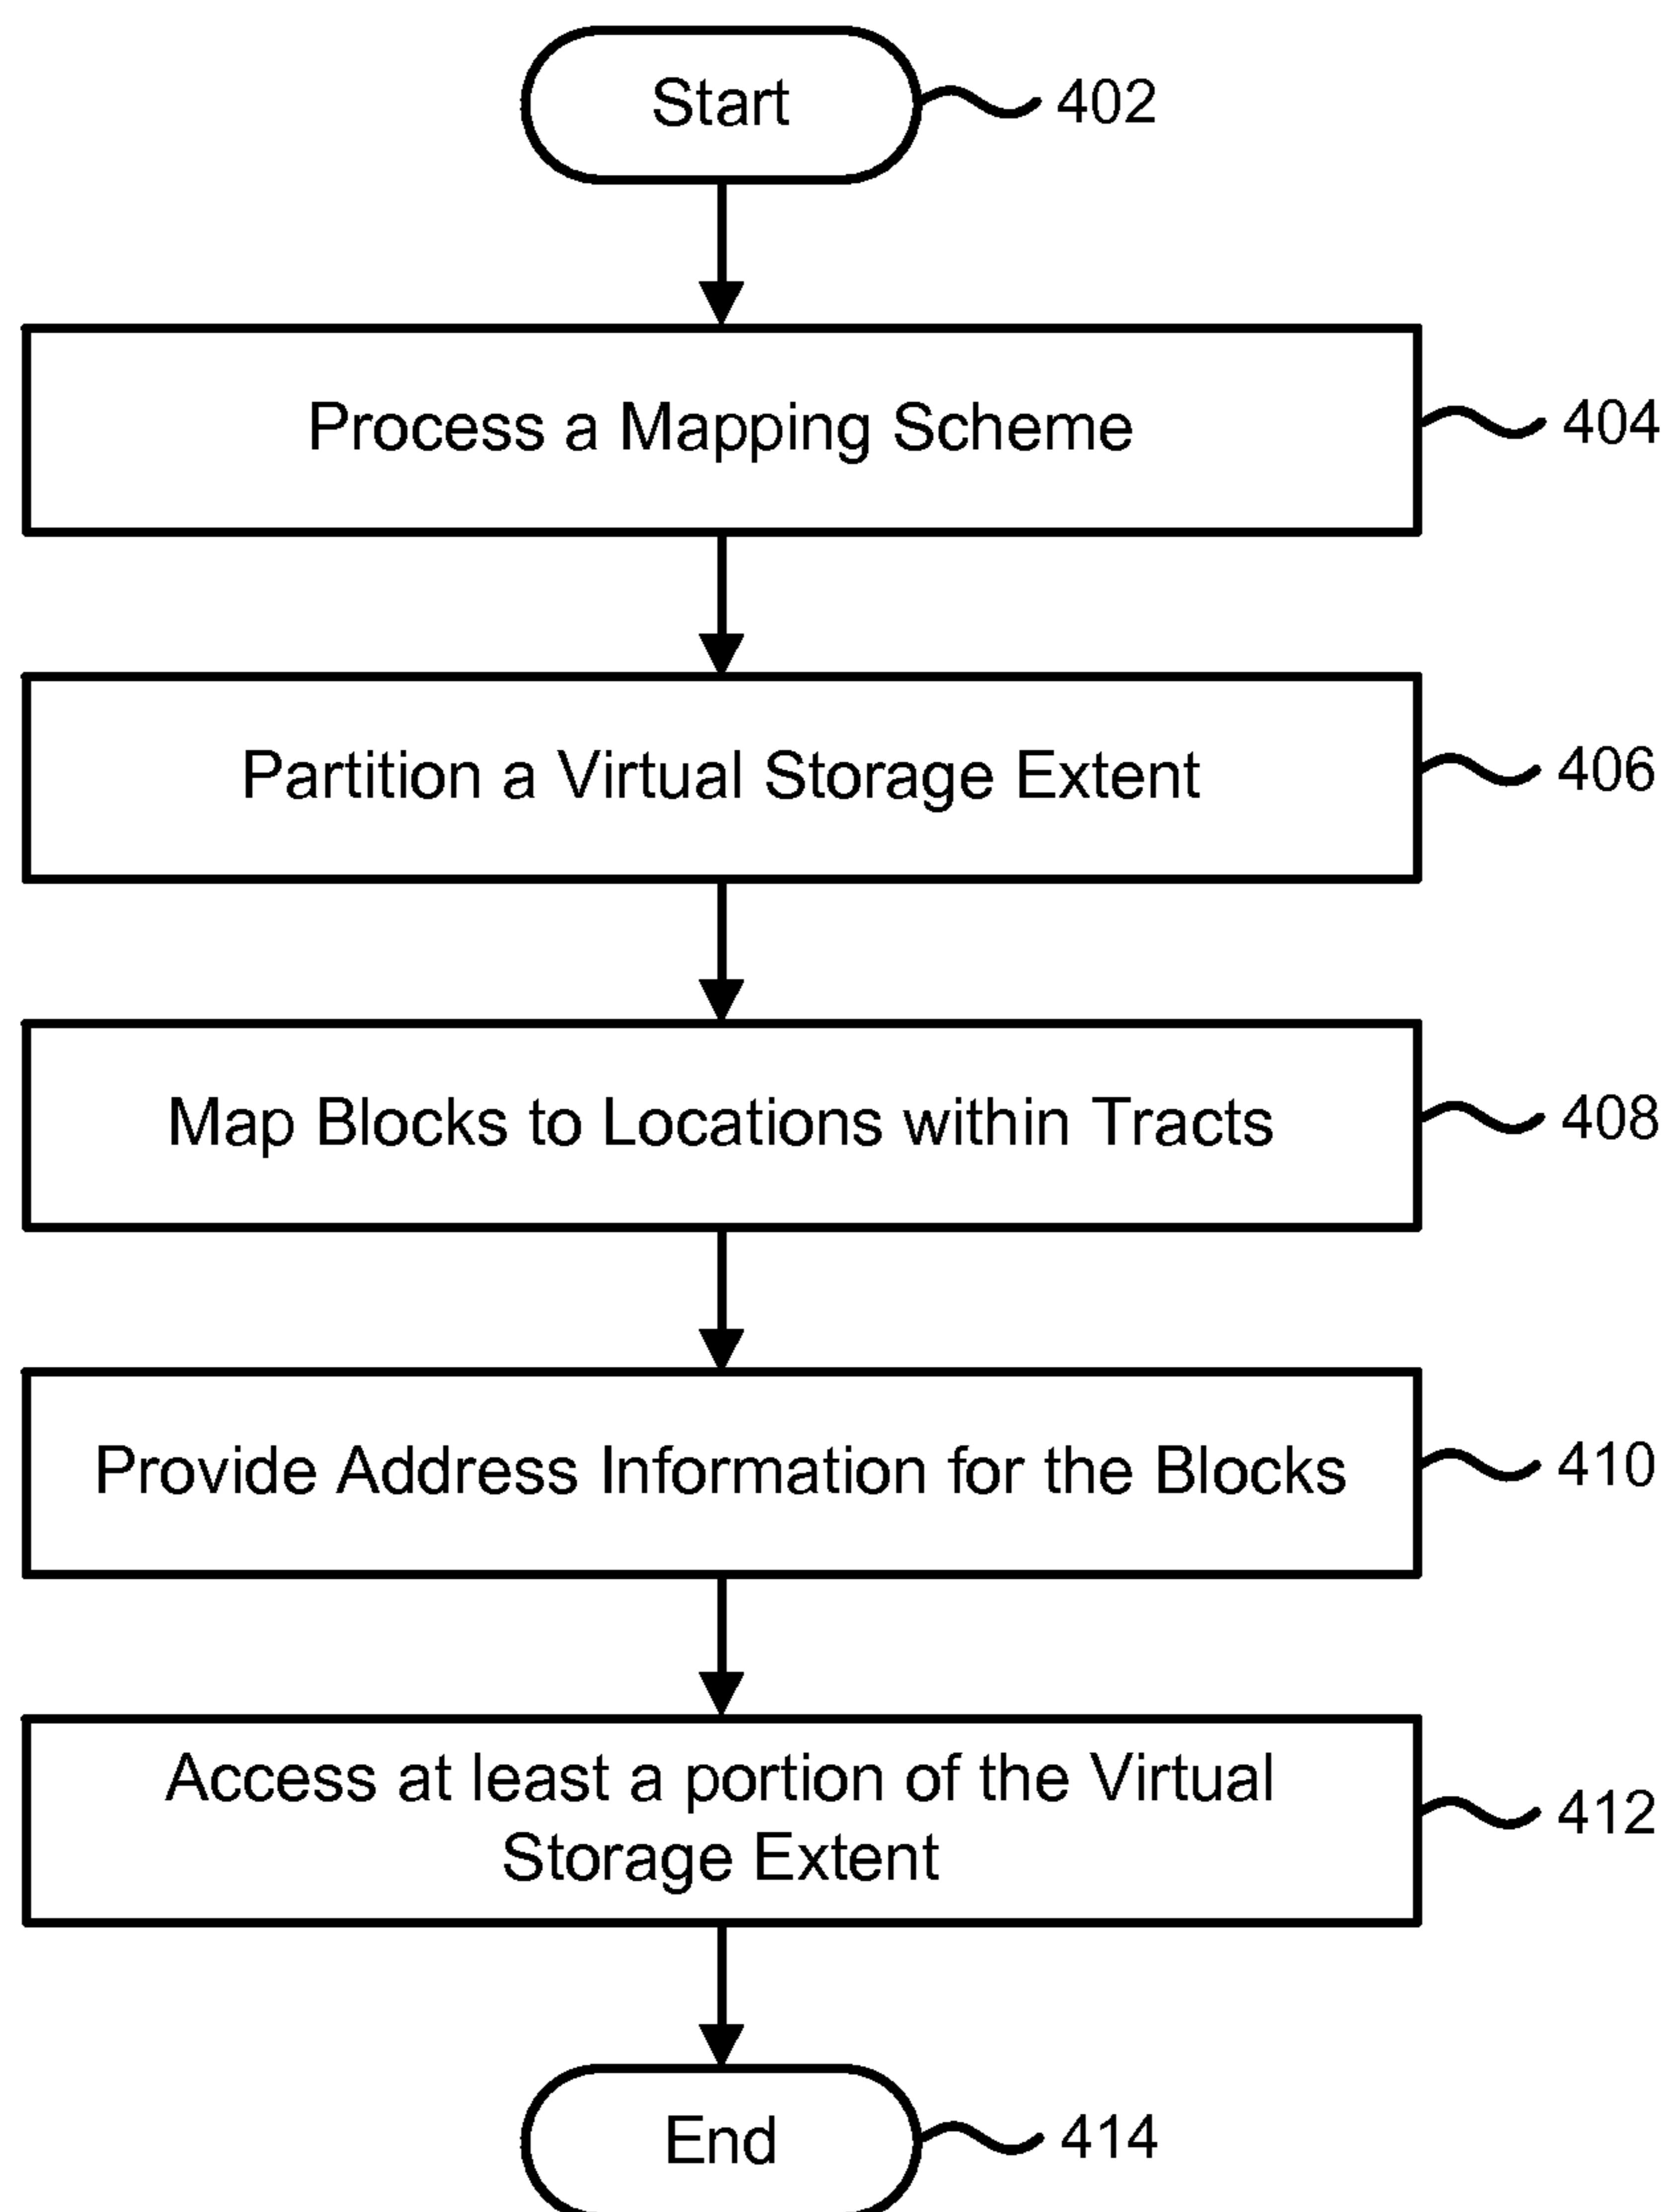 Start
402
Process a Mapping Scheme
404
Partition a Virtual Storage Extent
406
Map Blocks to Locations within Tracts
408
Provide Address Information for the Blocks
410
Access at least a portion of the Virtual
Storage Extent
412
End
414